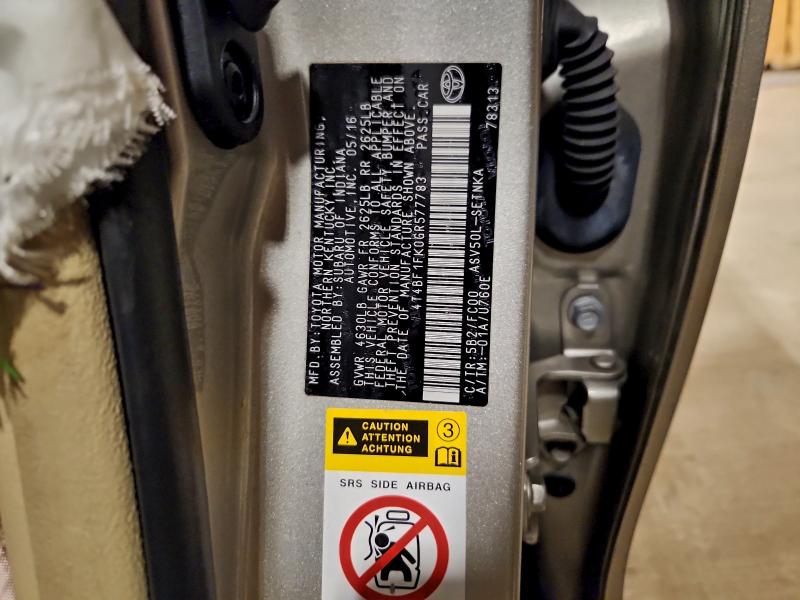 MFD.BY:TOYOTA MOTOR MANUFACTURING,
NORTHERN KENTUCKY, INC.
ASSEMBLED BY:SUBARU OF INDIANA
AUTOMOTIVE, INC. 05/16
GVWR 4630LB GAWR FR 2625LB RR 2625LB
THIS VEHICLE CONFORMS TO ALL APPLICABLE
FEDERAL MOTOR VEHICLE SAFETY, BUMPER AND
THEFT PREVENTION STANDARDS IN EFFECT ON
THE DATE OF MANUFACTURE SHOWN ABOVE.
4T4BF1FK0GR577783 PASS.CAR
C/TR:5B2/FC00 ASV50L-SETNKA
A/TM:-01A/U760E 78313
CAUTION
ATTENTION
ACHTUNG
3
SRS SIDE AIRBAG